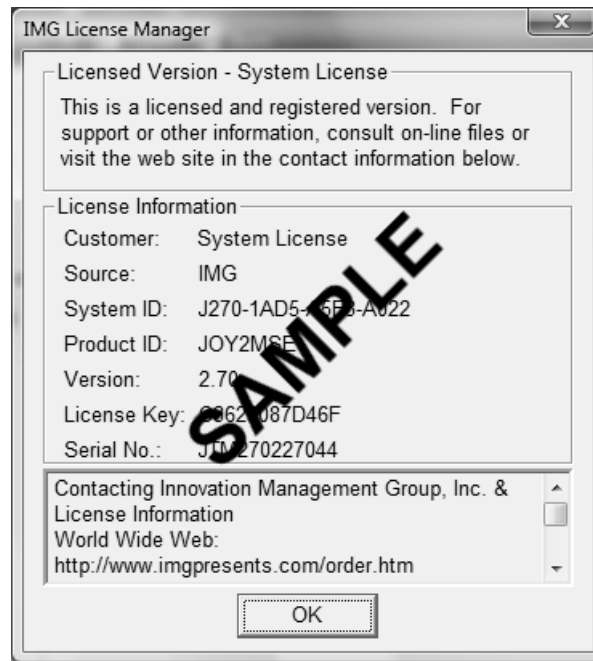 IMG License Manager
Licensed Version - System License
This is a licensed and registered version. For
support or other information, consult on-line files or
visit the web site in the contact information below.
License Information
Customer: System License
Source: IMG
System ID:
Product ID:
Version: 2.70
License Key:
Serial No.: JTM270227044
SAMPLE
Contacting Innovation Management Group, Inc. &
License Information
World Wide Web:
http://www.imgpresents.com/order.htm
OK